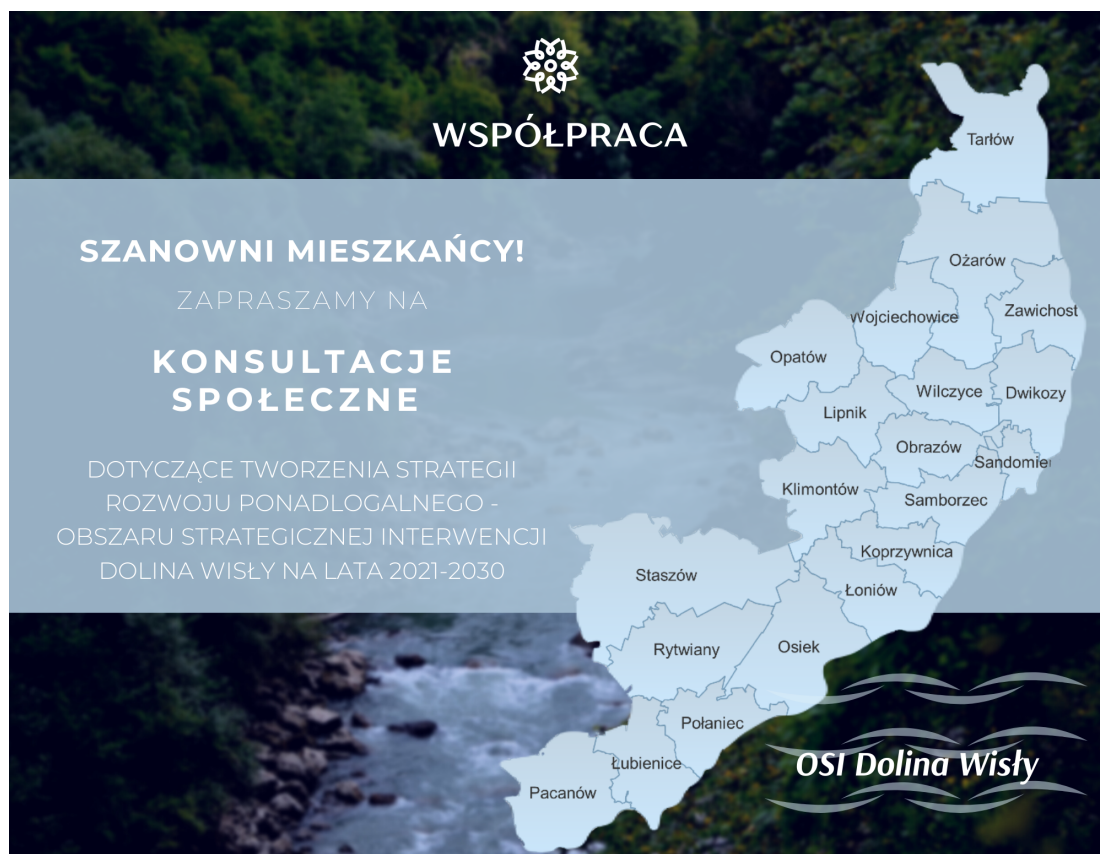 WSPÓŁPRACA
SZANOWNI MIESZKAŃCY!
ZAPRASZAMY NA
KONSULTACJE
SPOŁECZNE
DOTYCZĄCE TWORZENIA STRATEGII
ROZWOJU PONADLOGALNEGO -
OBSZARU STRATEGICZNEJ INTERWENCJI
DOLINA WISŁY NA LATA 2021-2030
Tarłów
Ożarów
Wojciechowice
Zawichost
Opatów
Wilczyce
Dwikozy
Lipnik
Obrazów
Sandomie
Klimontów
Samborzec
Koprzywnica
Staszów
Łoniów
Rytwiany
Osiek
Połaniec
Łubienice
Pacanów
OSI Dolina Wisły